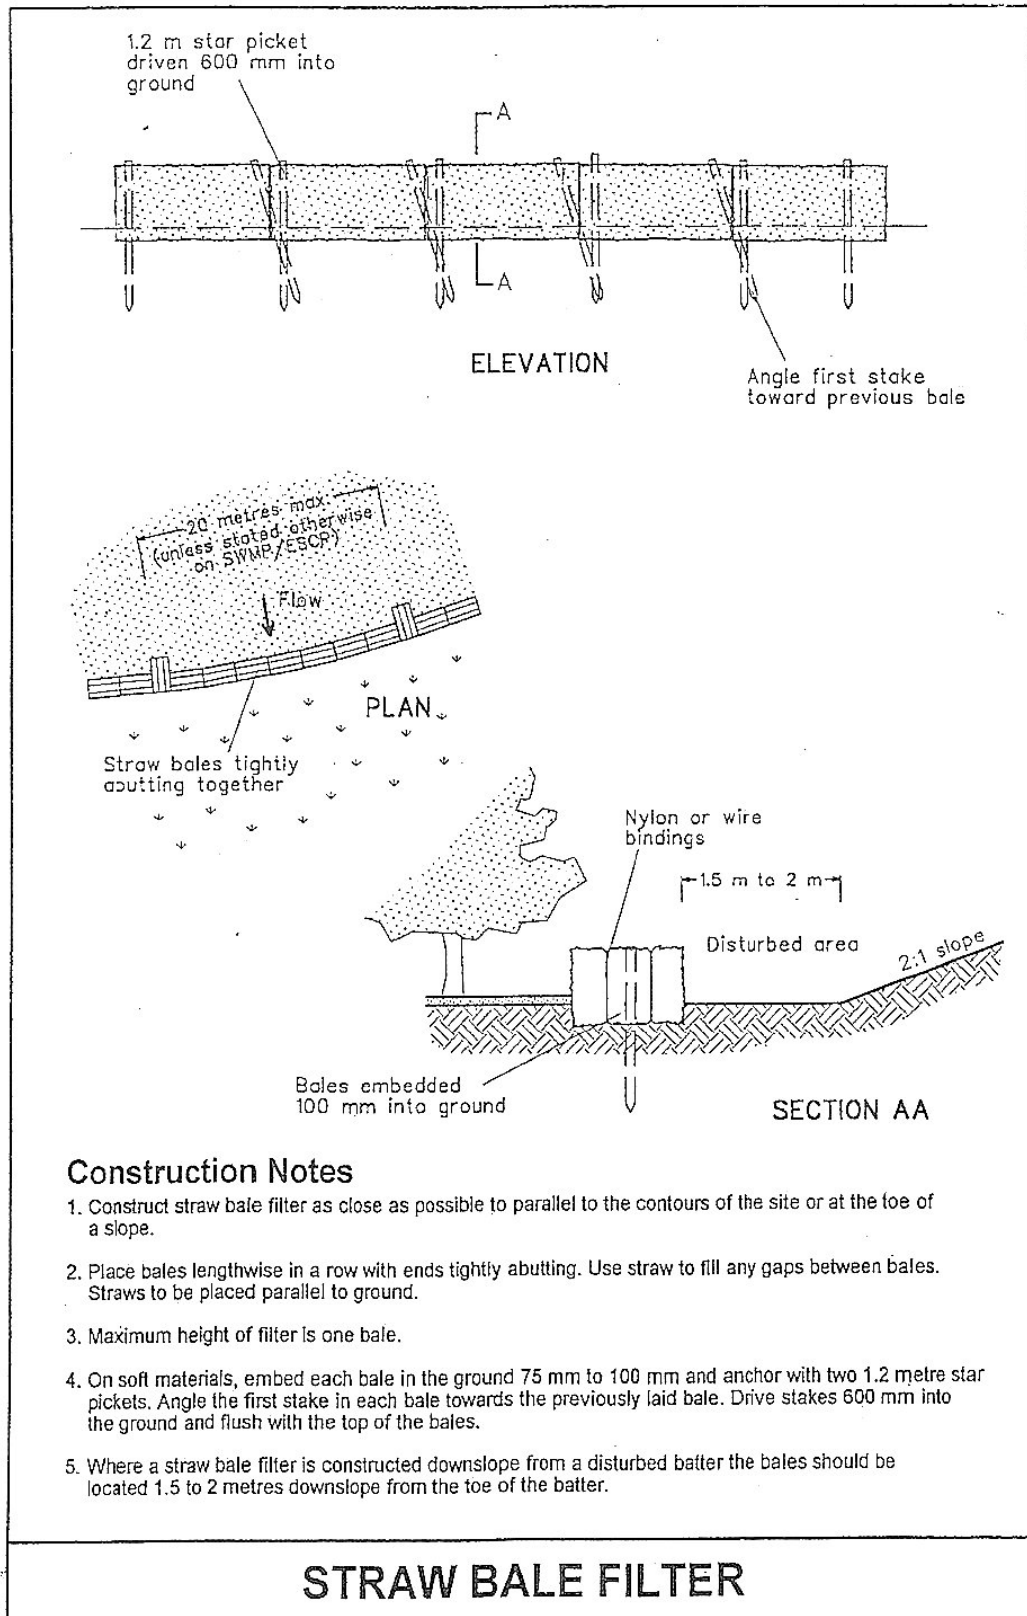 1.2 m star picket
driven 600 mm into
ground
A
A
ELEVATION
Angle first stake
toward previous bale
20 metres max.
(unless stated otherwise
on SWMP/ESCP)
Flow
PLAN
Straw bales tightly
abutting together
Nylon or wire
bindings
1.5 m to 2 m
Disturbed area
2:1 slope
Bales embedded
100 mm into ground
SECTION AA
Construction Notes
1. Construct straw bale filter as close as possible to parallel to the contours of the site or at the toe of
a slope.
2. Place bales lengthwise in a row with ends tightly abutting. Use straw to fill any gaps between bales.
Straws to be placed parallel to ground.
3. Maximum height of filter is one bale.
4. On soft materials, embed each bale in the ground 75 mm to 100 mm and anchor with two 1.2 metre star
pickets. Angle the first stake in each bale towards the previously laid bale. Drive stakes 600 mm into
the ground and flush with the top of the bales.
5. Where a straw bale filter is constructed downslope from a disturbed batter the bales should be
located 1.5 to 2 metres downslope from the toe of the batter.
STRAW BALE FILTER